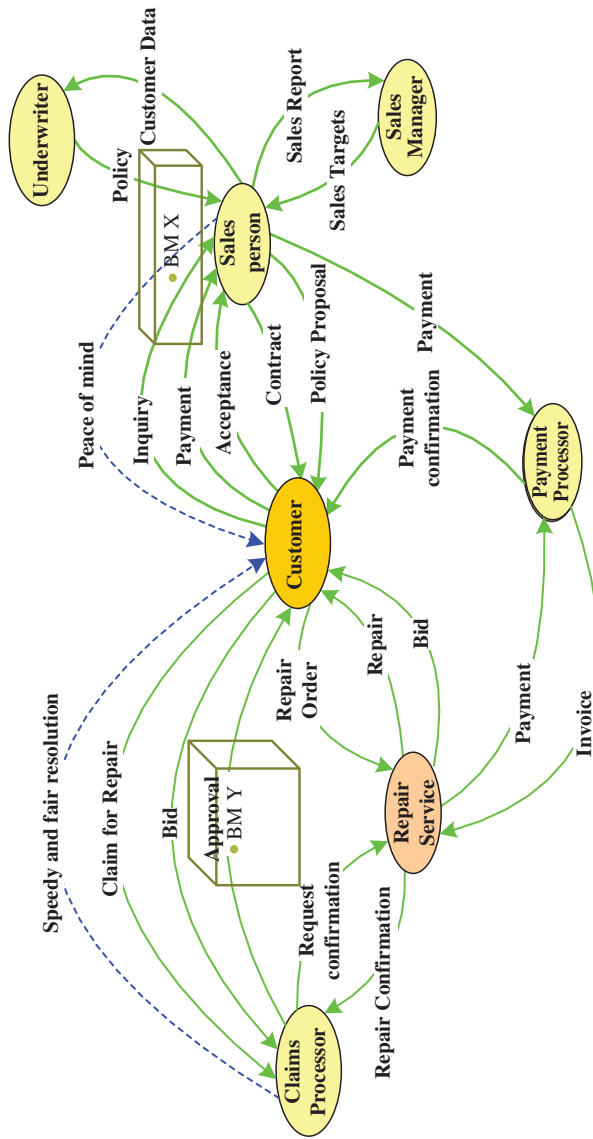 Speedy and fair resolution
Peace of mind
Claim for Repair
Inquiry
Bid
Payment
Acceptance
Approval
BM Y
BM X
Policy
Customer Data
Underwriter
Claims
Processor
Customer
Sales
person
Request
confirmation
Repair
Order
Contract
Policy Proposal
Sales Report
Sales Targets
Sales
Manager
Repair Confirmation
Repair
Service
Repair
Bid
Payment
confirmation
Payment
Payment
Payment
Processor
Invoice